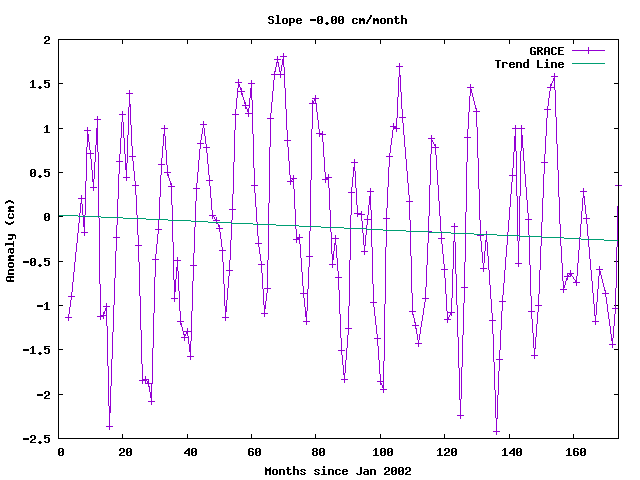 Slope -0.00 cm/month
GRACE
Trend Line
2
1.5
1
0.5
0
-0.5
-1
-1.5
-2
-2.5
Anomaly (cm)
0 20 40 60 80 100 120 140 160
Months since Jan 2002